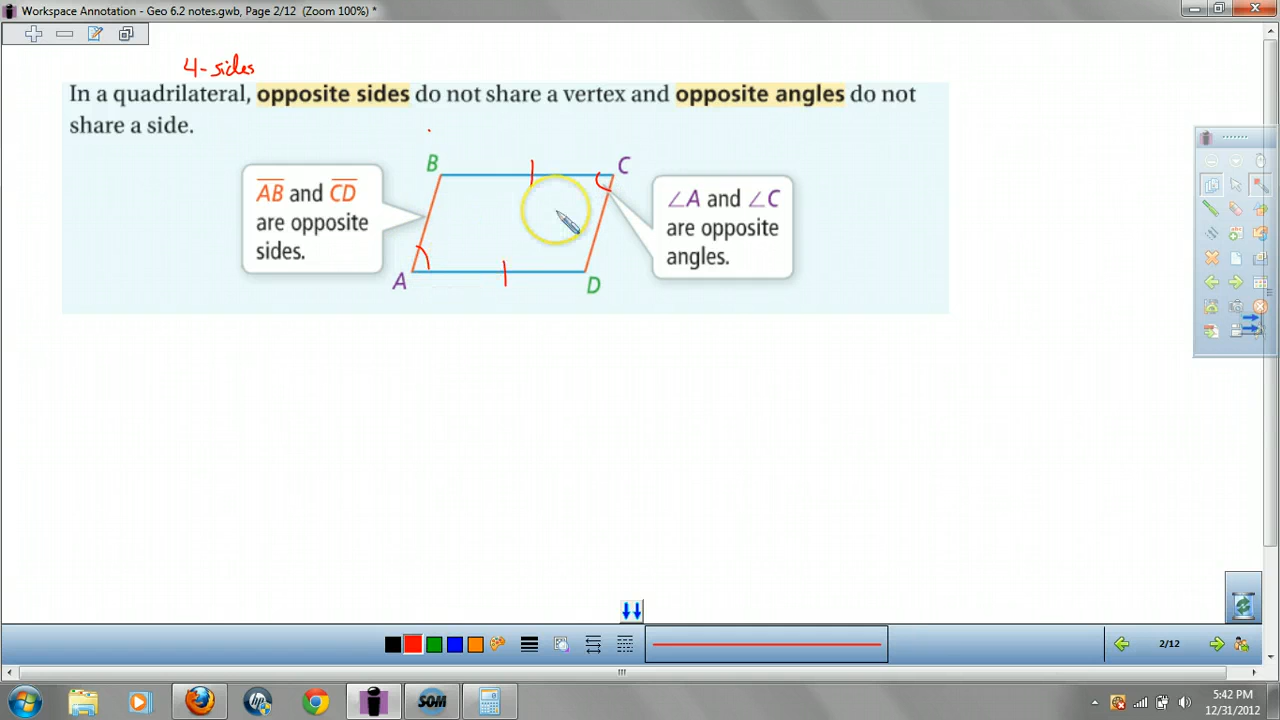 Workspace Annotation - Geo 6.2 notes.gwb, Page 2/12 (Zoom 100%) *
4-sides
In a quadrilateral, opposite sides do not share a vertex and opposite angles do not
share a side.
B
C
AB and CD
are opposite
sides.
∠A and ∠C
are opposite
angles.
A
D
2/12
SOM
5:42 PM
12/31/2012